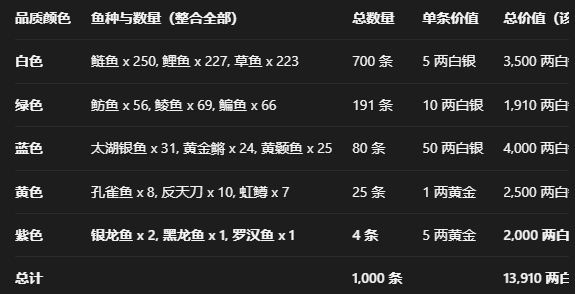 品质颜色 鱼种与数量（整合全部） 总数量 单条价值 总价值（该
白色 鲢鱼 x 250, 鲤鱼 x 227, 草鱼 x 223 700 条 5 两白银 3,500 两白
绿色 鲂鱼 x 56, 鲮鱼 x 69, 鳊鱼 x 66 191 条 10 两白银 1,910 两白
蓝色 太湖银鱼 x 31, 黄金鳉 x 24, 黄颡鱼 x 25 80 条 50 两白银 4,000 两白
黄色 孔雀鱼 x 8, 反天刀 x 10, 虹鳟 x 7 25 条 1 两黄金 2,500 两白
紫色 银龙鱼 x 2, 黑龙鱼 x 1, 罗汉鱼 x 1 4 条 5 两黄金 2,000 两白
总计 1,000 条 13,910 两白